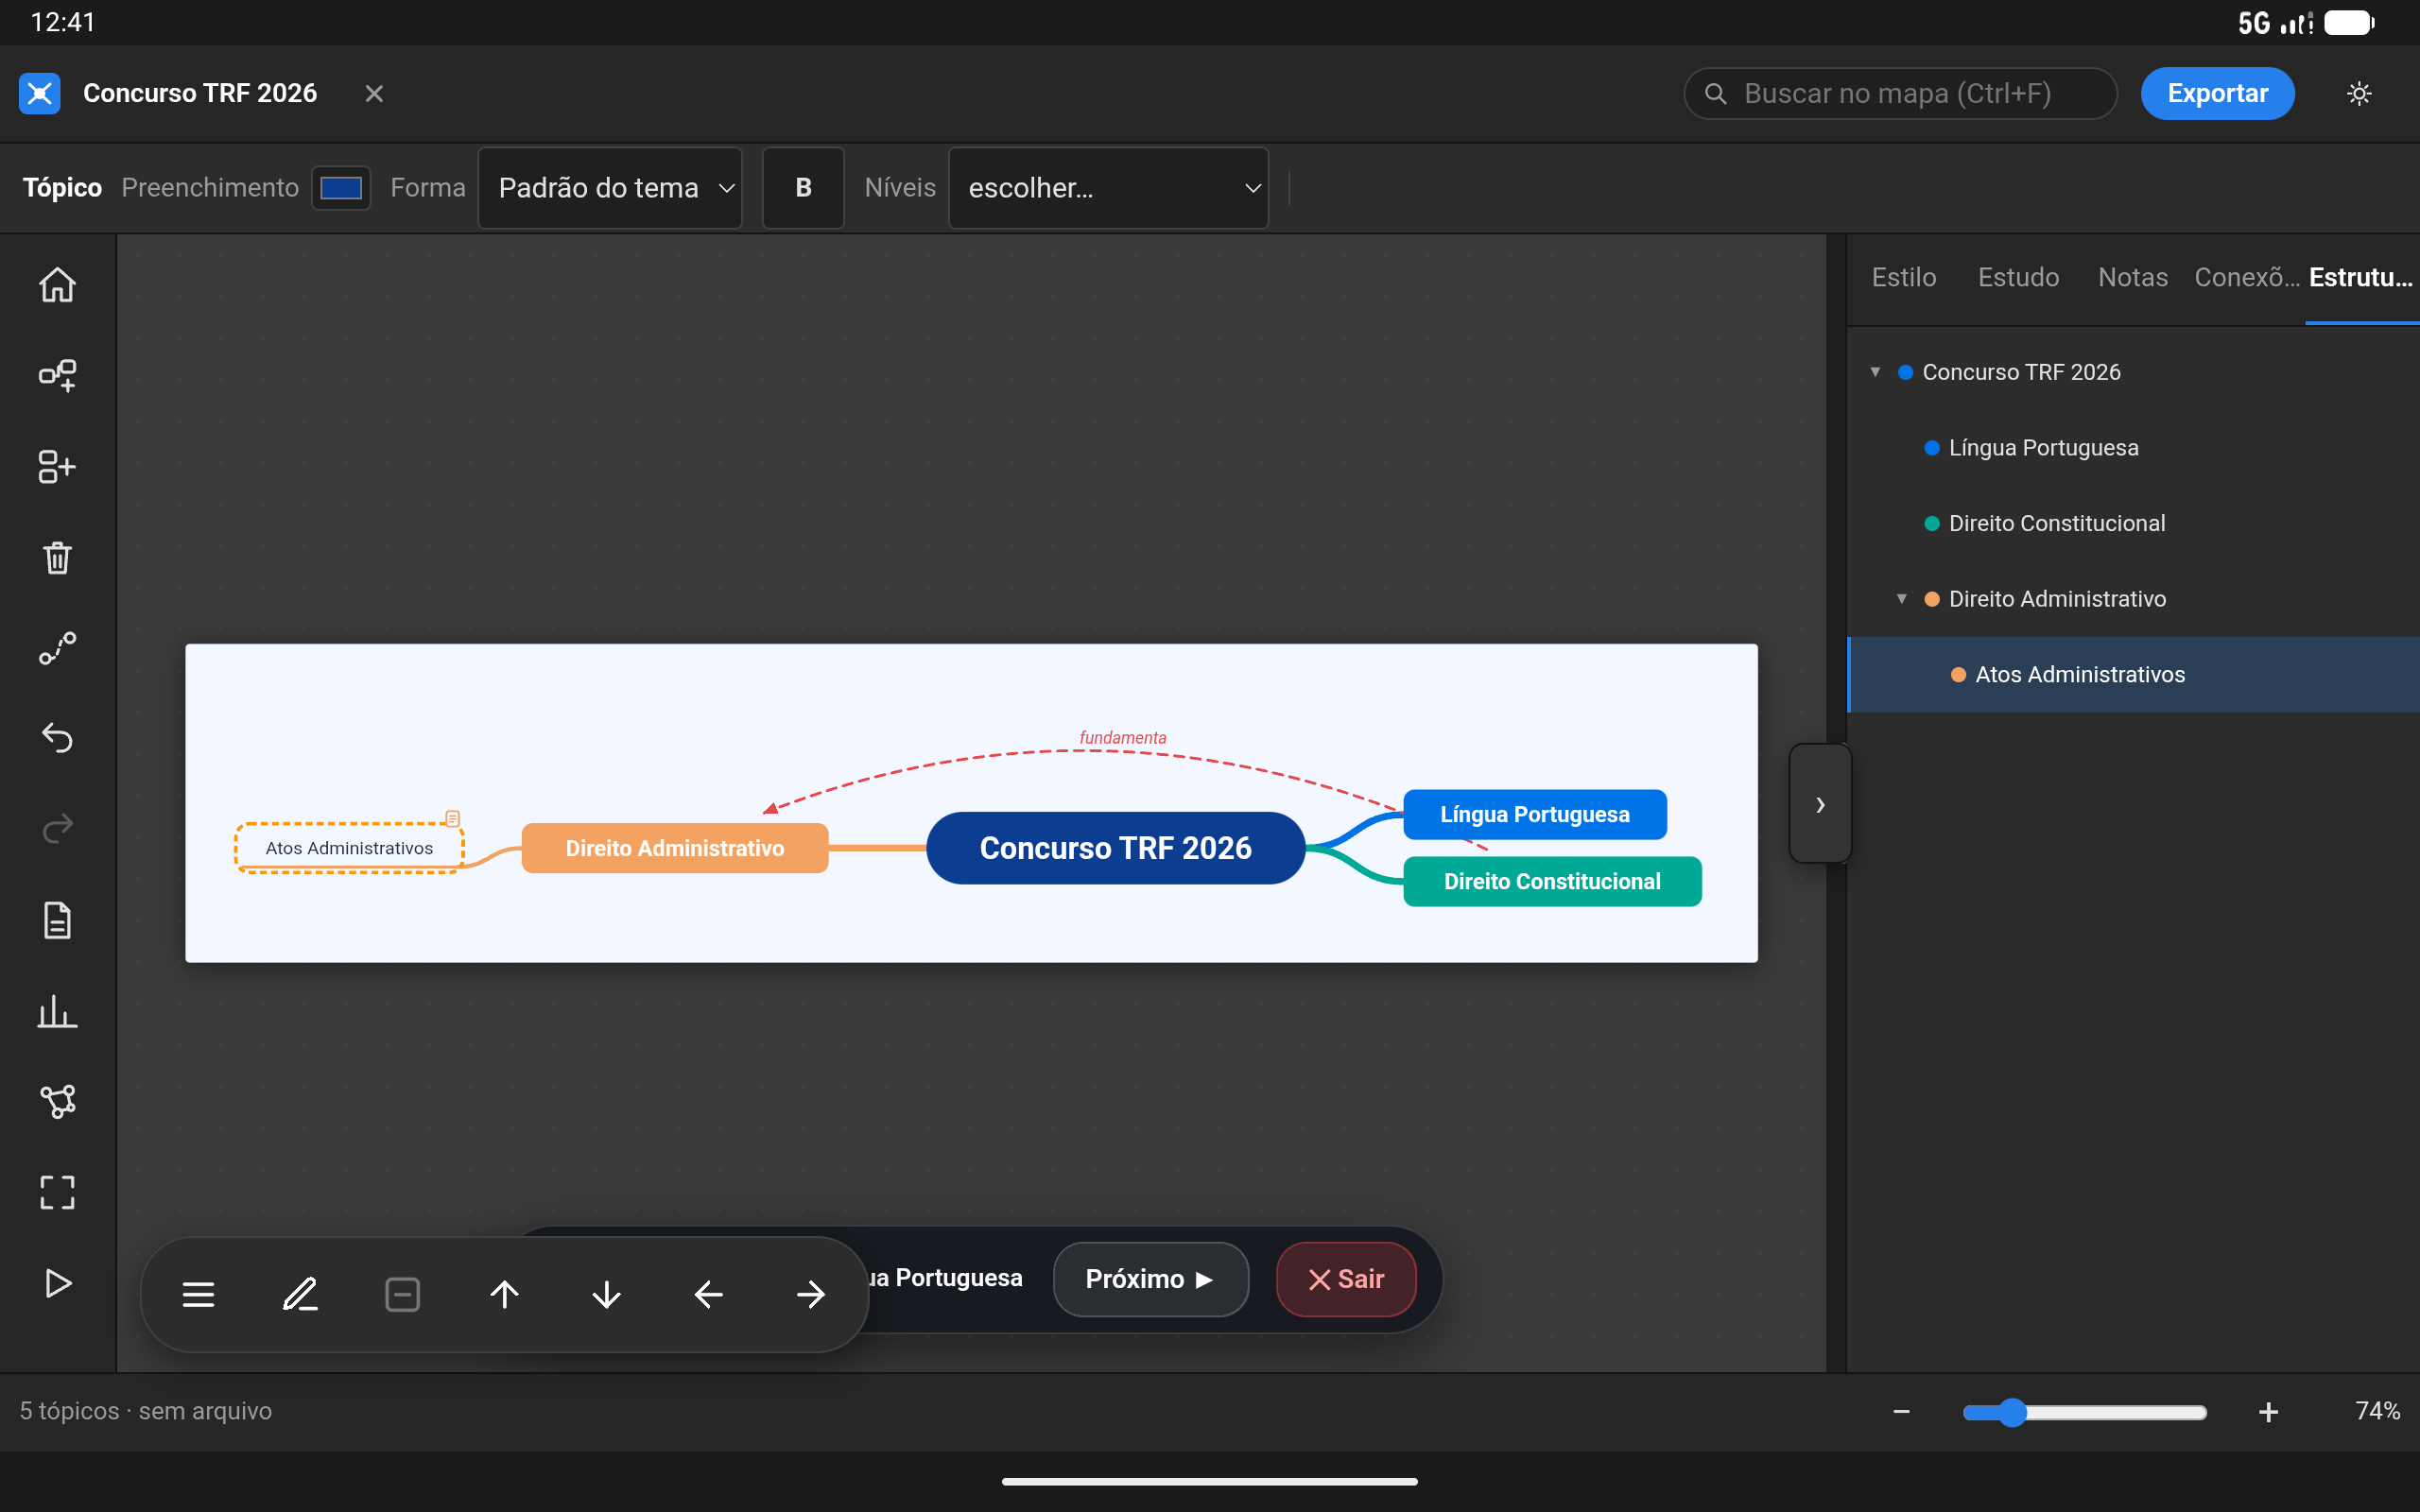 12:41
5G
Concurso TRF 2026
Buscar no mapa (Ctrl+F)
Exportar
Tópico Preenchimento Forma Padrão do tema B Níveis escolher...
Estilo Estudo Notas Conexõ... Estrutu...
Concurso TRF 2026
Língua Portuguesa
Direito Constitucional
Direito Administrativo
Atos Administrativos
fundamenta
Atos Administrativos
Direito Administrativo
Concurso TRF 2026
Língua Portuguesa
Direito Constitucional
ua Portuguesa
Próximo
Sair
5 tópicos · sem arquivo
74%